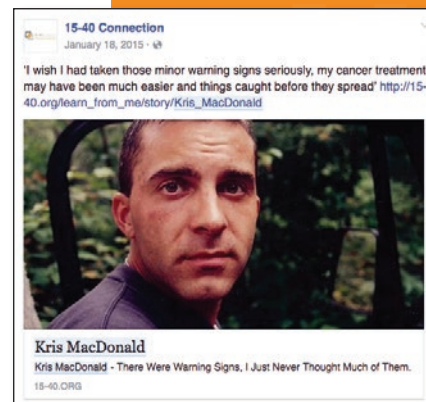 15-40 Connection
January 18, 2015 ·
'I wish I had taken those minor warning signs seriously, my cancer treatment
may have been much easier and things caught before they spread' http://15-
40.org/learn_from_me/story/Kris_MacDonald
Kris MacDonald
Kris MacDonald - There Were Warning Signs, I Just Never Thought Much of Them.
15-40.ORG